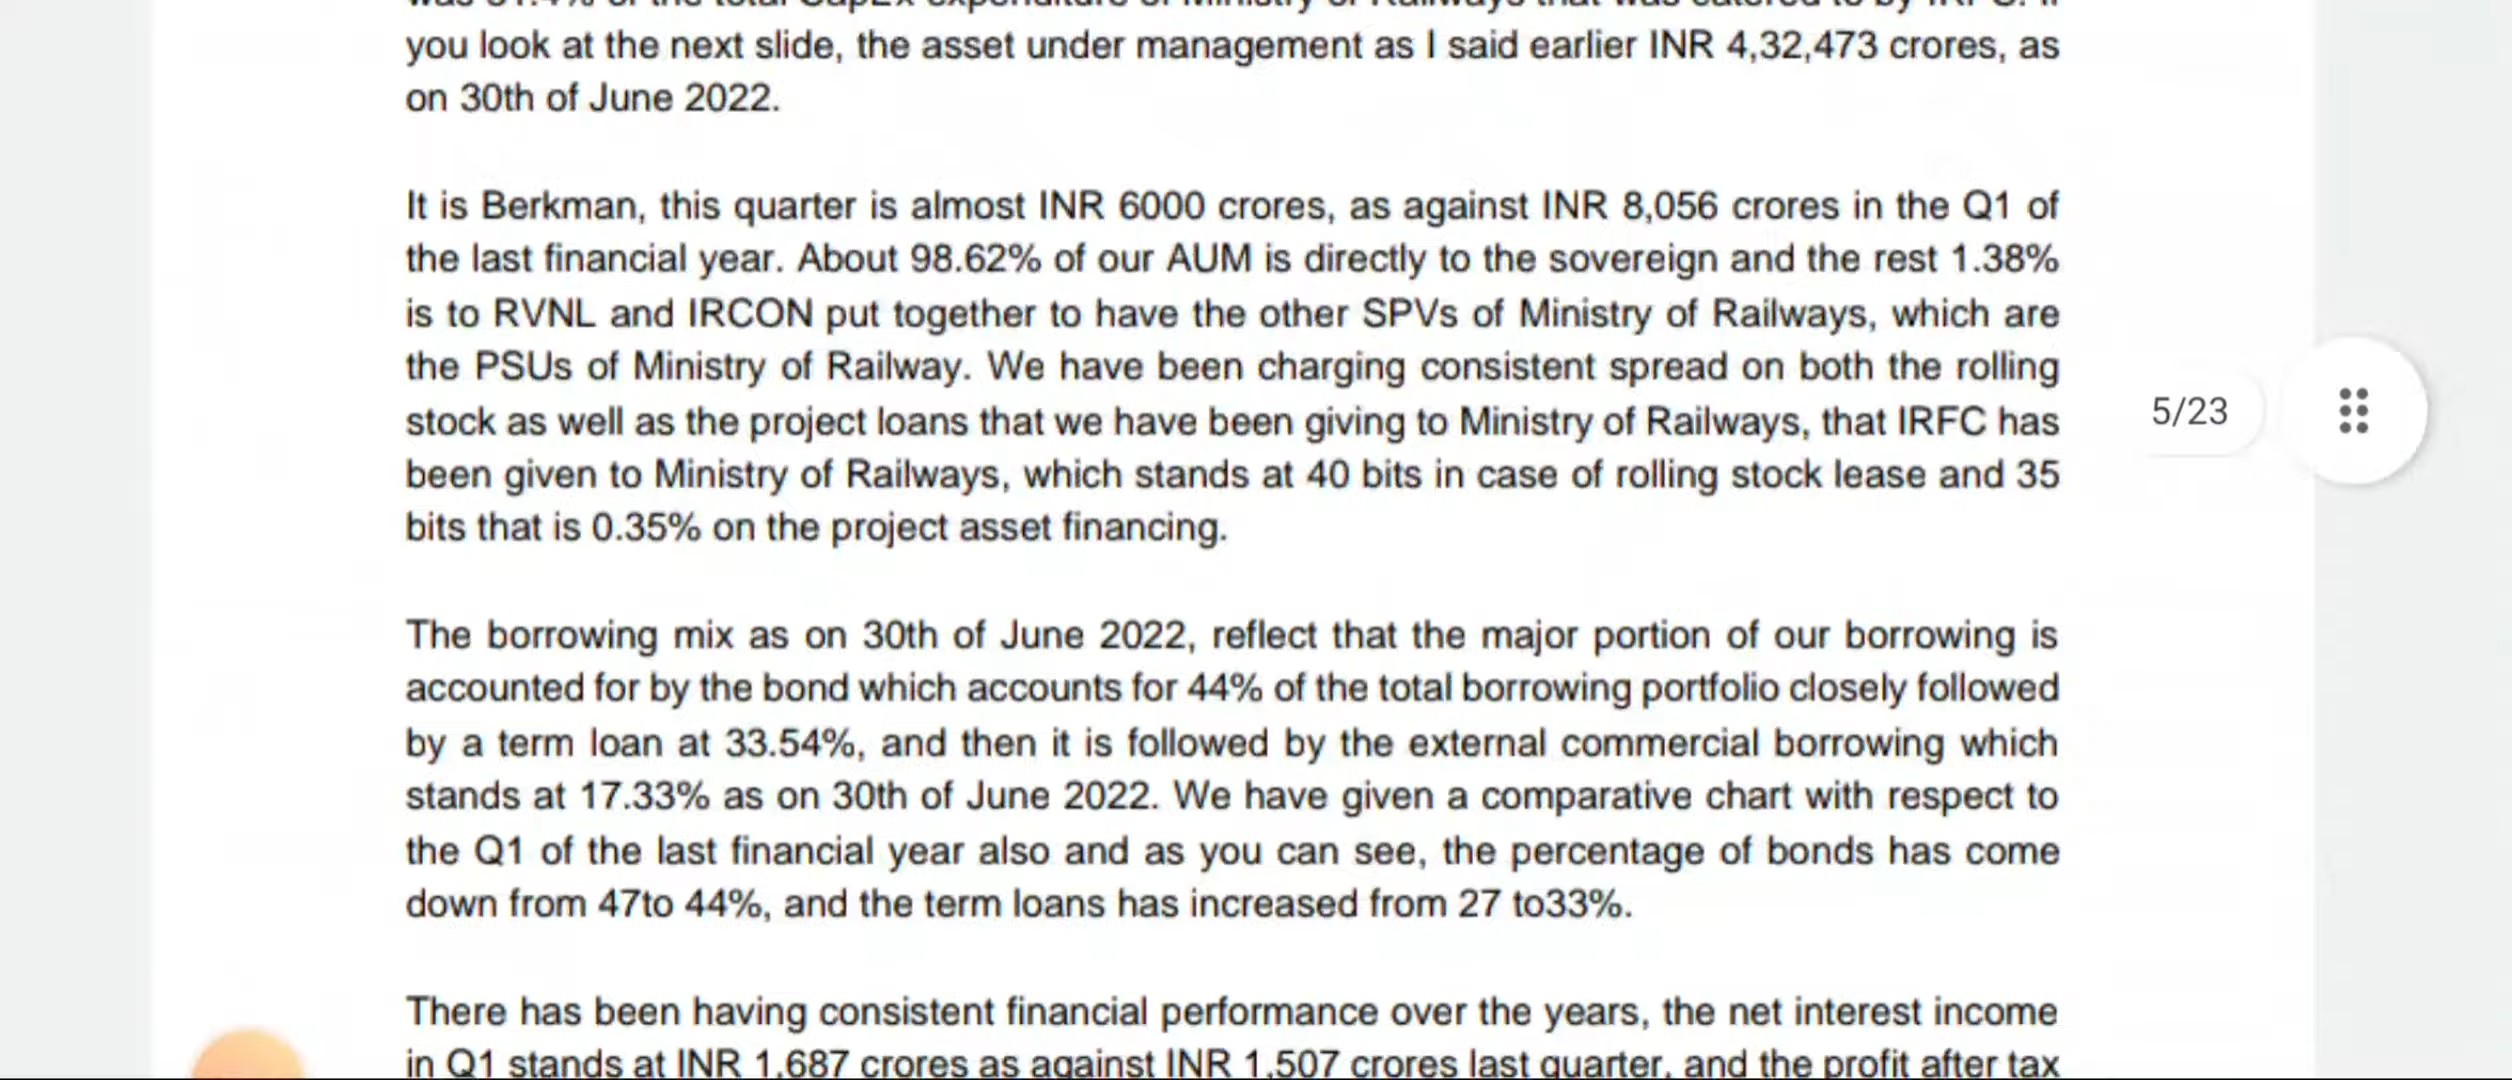 you look at the next slide, the asset under management as I said earlier INR 4,32,473 crores, as
on 30th of June 2022.
It is Berkman, this quarter is almost INR 6000 crores, as against INR 8,056 crores in the Q1 of
the last financial year. About 98.62% of our AUM is directly to the sovereign and the rest 1.38%
is to RVNL and IRCON put together to have the other SPVs of Ministry of Railways, which are
the PSUs of Ministry of Railway. We have been charging consistent spread on both the rolling
stock as well as the project loans that we have been giving to Ministry of Railways, that IRFC has
been given to Ministry of Railways, which stands at 40 bits in case of rolling stock lease and 35
bits that is 0.35% on the project asset financing.
5/23
The borrowing mix as on 30th of June 2022, reflect that the major portion of our borrowing is
accounted for by the bond which accounts for 44% of the total borrowing portfolio closely followed
by a term loan at 33.54%, and then it is followed by the external commercial borrowing which
stands at 17.33% as on 30th of June 2022. We have given a comparative chart with respect to
the Q1 of the last financial year also and as you can see, the percentage of bonds has come
down from 47to 44%, and the term loans has increased from 27 to33%.
There has been having consistent financial performance over the years, the net interest income
in Q1 stands at INR 1,687 crores as against INR 1,507 crores last quarter, and the profit after tax